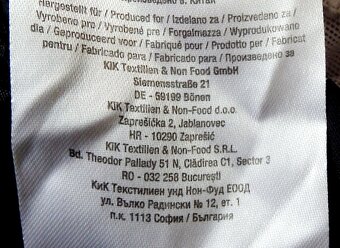 КИТАЙ
Hergestellt für / Produced for / Izdelano za / Proizvedeno za /
Vyrobeno pro / Vyrobené pre / Forgalmazza / Wyprodukowano
dla / Gazduoerd voor / Fabriqué pour / Prodotto per / Fabricat
pentru / Fabricado para / Fabricado para / Произведено за
KIK Textilien & Non Food GmbH
Siemensstraße 21
DE - 59199 Bönen
KIK Textilien & Non-Food d.o.o.
Zaprešićka 2, Jablanovec
HR - 10290 Zaprešić
KIK Textilien & Non-Food S.R.L.
Bd. Theodor Pallady 51 N, Clădirea C1, Sector 3
RO - 032 258 Bucureşti
КиК Текстилиен унд Нон-Фуд ЕООД
ул. Вълко Радински № 12, ет. 1
п.к. 1113 София / България